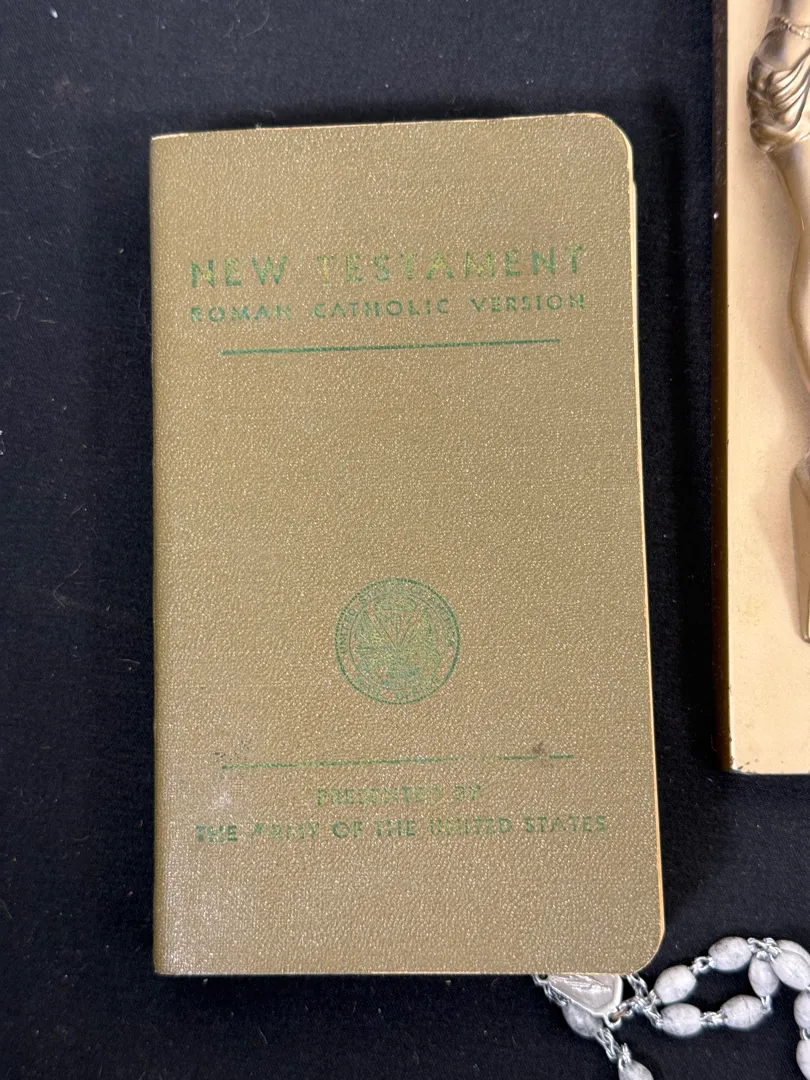 NEW TESTAMENT
ROMAN CATHOLIC VERSION
PRESENTED BY
THE ARMY OF THE UNITED STATES